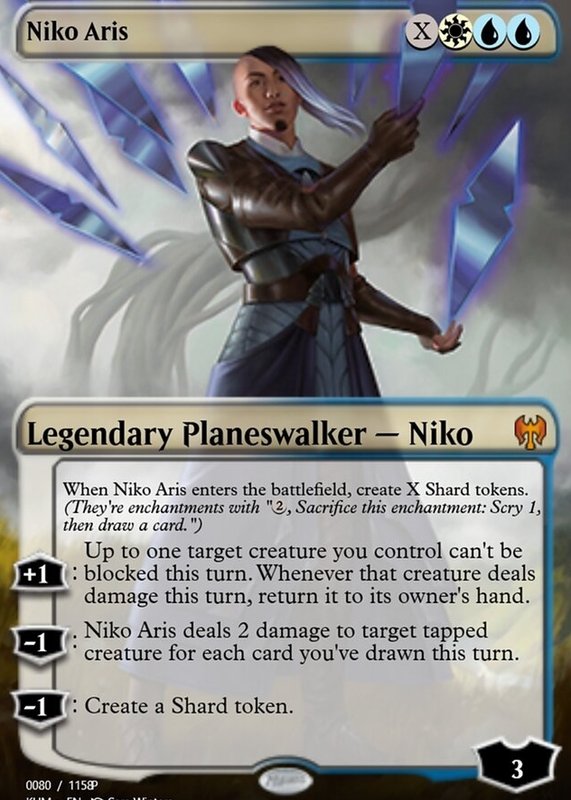 Niko Aris X
Legendary Planeswalker — Niko
When Niko Aris enters the battlefield, create X Shard tokens.
(They're enchantments with "2, Sacrifice this enchantment: Scry 1,
then draw a card.")
+1 : Up to one target creature you control can't be
blocked this turn. Whenever that creature deals
damage this turn, return it to its owner's hand.
-1 : Niko Aris deals 2 damage to target tapped
creature for each card you've drawn this turn.
-1 : Create a Shard token.
3
0080 / 1158P